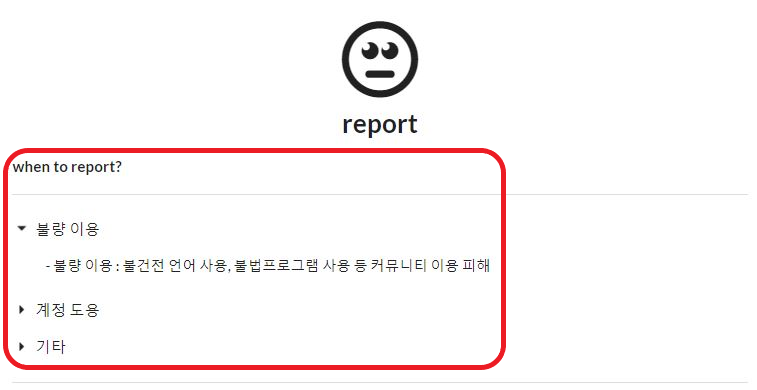 report
when to report?
불량 이용
- 불량 이용 : 불건전 언어 사용, 불법프로그램 사용 등 커뮤니티 이용 피해
계정 도용
기타